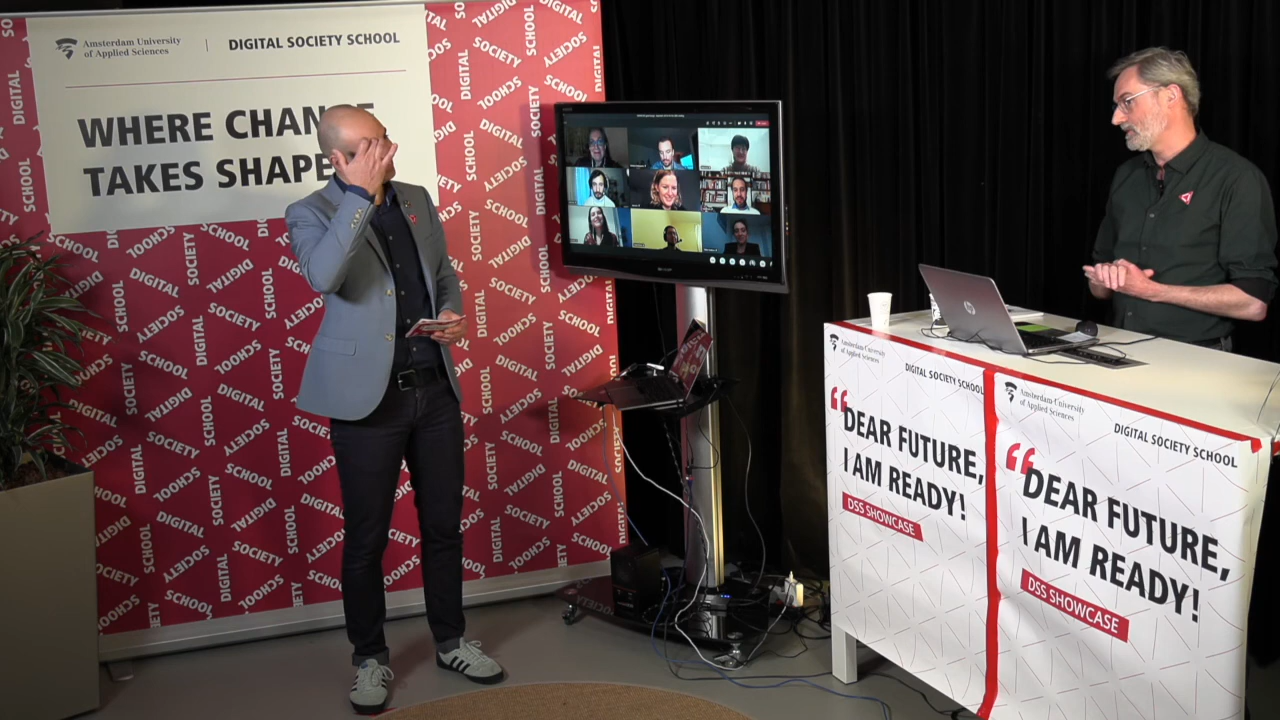 Amsterdam University
of Applied Sciences
DIGITAL SOCIETY SCHOOL
WHERE CHANGE
TAKES SHAPE
DIGITAL
SOCIETY
SCHOOL
hp
Amsterdam University
of Applied Sciences
DIGITAL SOCIETY SCHOOL
“DEAR FUTURE,
I AM READY!
DSS SHOWCASE
Amsterdam University
of Applied Sciences
DIGITAL SOCIETY SCHOOL
“DEAR FUTURE,
I AM READY!
DSS SHOWCASE